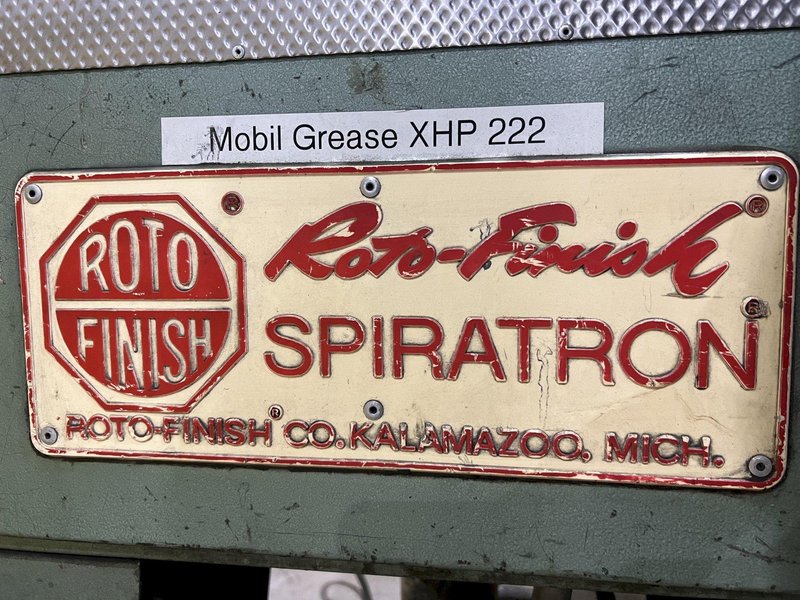 Mobil Grease XHP 222
ROTO
FINISH
®
Roto-Finish®
SPIRATRON®
ROTO-FINISH® CO. KALAMAZOO. MICH.